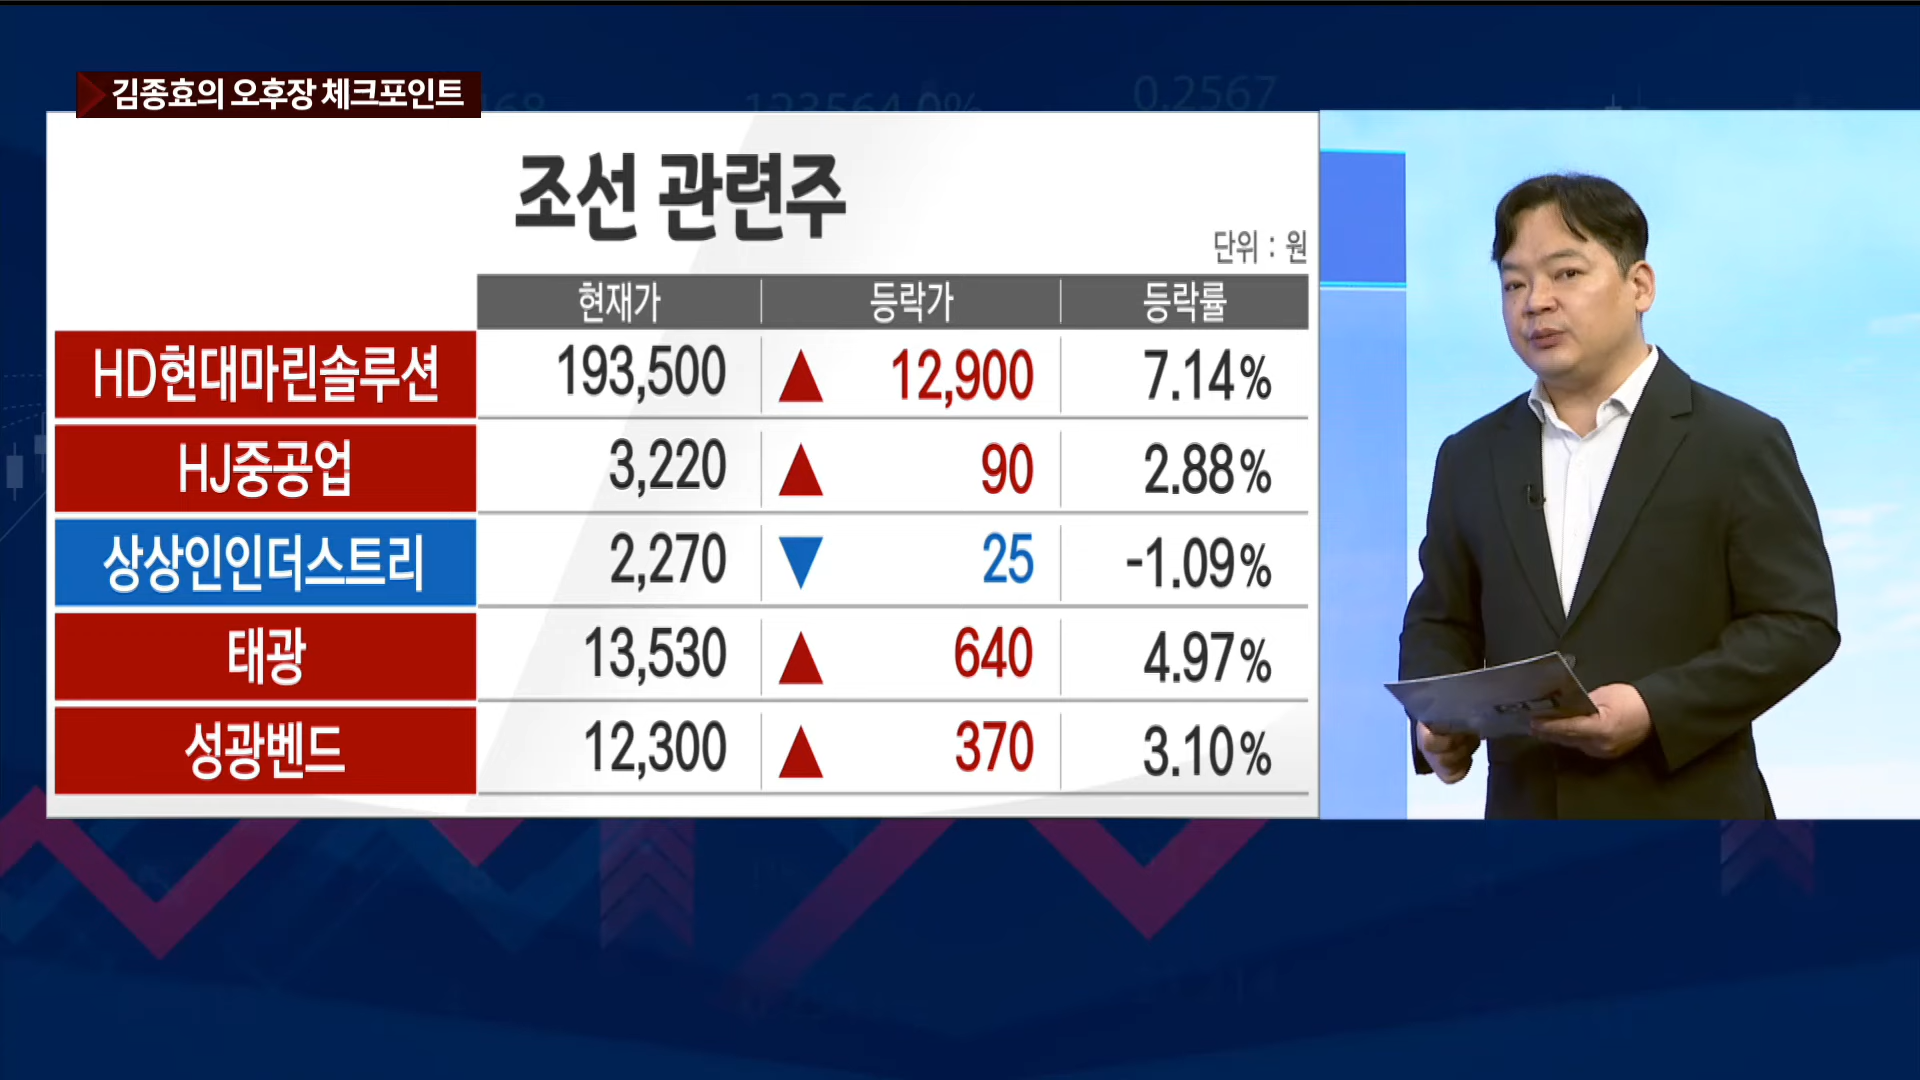 김종효의 오후장 체크포인트
조선 관련주
단위 : 원
현재가 등락가 등락률
HD현대마린솔루션 193,500 ▲ 12,900 7.14%
HJ중공업 3,220 ▲ 90 2.88%
상상인인더스트리 2,270 ▼ 25 -1.09%
태광 13,530 ▲ 640 4.97%
성광벤드 12,300 ▲ 370 3.10%
0.2567
123564.0%